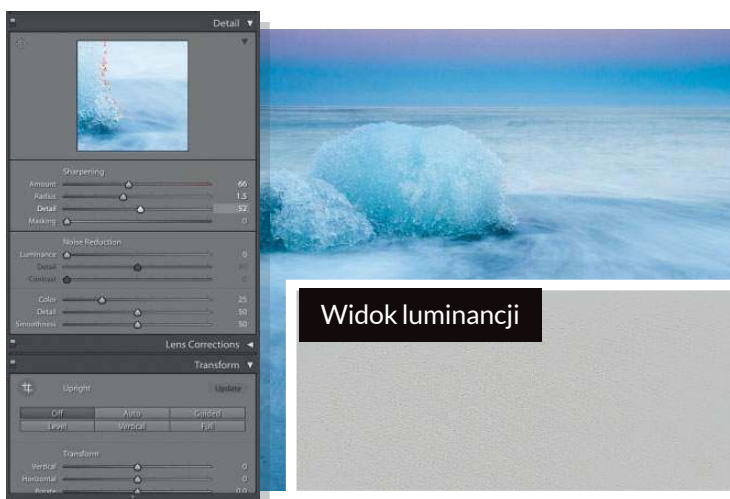 Detail
Sharpening
Amount 66
Radius 1.5
Detail 52
Masking 0
Noise Reduction
Luminance 0
Detail
Contrast 0
Color 25
Detail 50
Smoothness 50
Lens Corrections
Transform
Upright Update
Off Auto Guided
Level Vertical Full
Transform
Vertical 0
Horizontal 0
Rotate 0.0
Widok luminancji